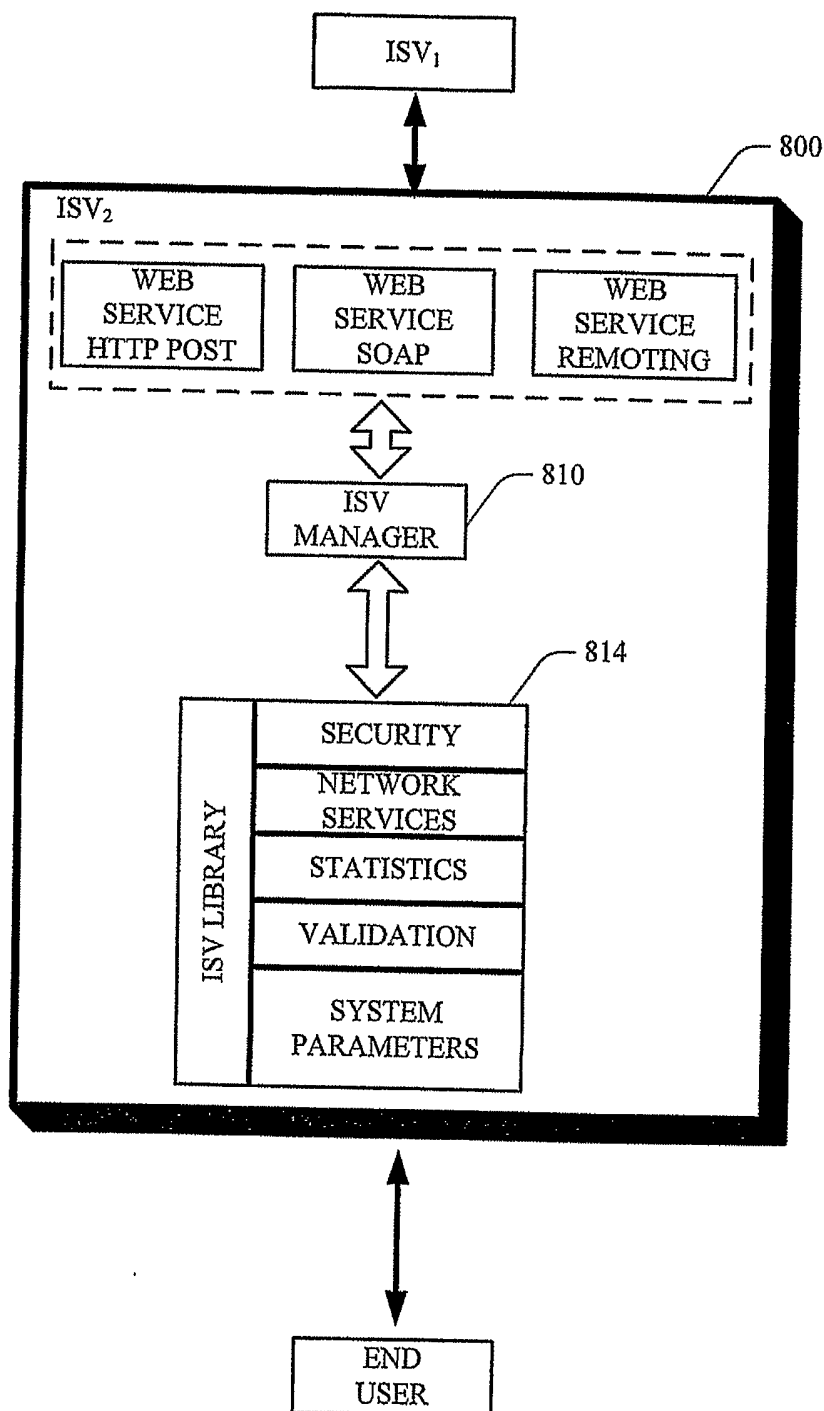 ISV₁
800
ISV₂
WEB
SERVICE
HTTP POST
WEB
SERVICE
SOAP
WEB
SERVICE
REMOTING
810
ISV
MANAGER
814
ISV LIBRARY
SECURITY
NETWORK
SERVICES
STATISTICS
VALIDATION
SYSTEM
PARAMETERS
END
USER